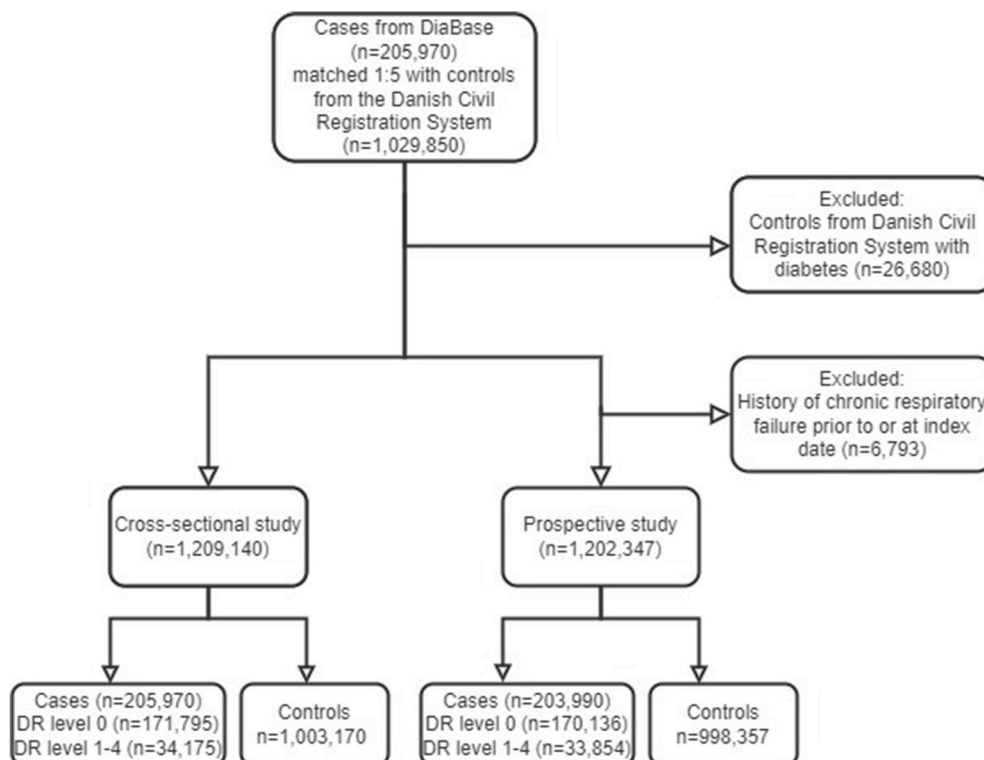 Cases from DiaBase
(n=205,970)
matched 1:5 with controls
from the Danish Civil
Registration System
(n=1,029,850)
Excluded:
Controls from Danish Civil
Registration System with
diabetes (n=26,680)
Excluded:
History of chronic respiratory
failure prior to or at index
date (n=6,793)
Cross-sectional study
(n=1,209,140)
Prospective study
(n=1,202,347)
Cases (n=205,970)
DR level 0 (n=171,795)
DR level 1-4 (n=34,175)
Controls
n=1,003,170
Cases (n=203,990)
DR level 0 (n=170,136)
DR level 1-4 (n=33,854)
Controls
n=998,357